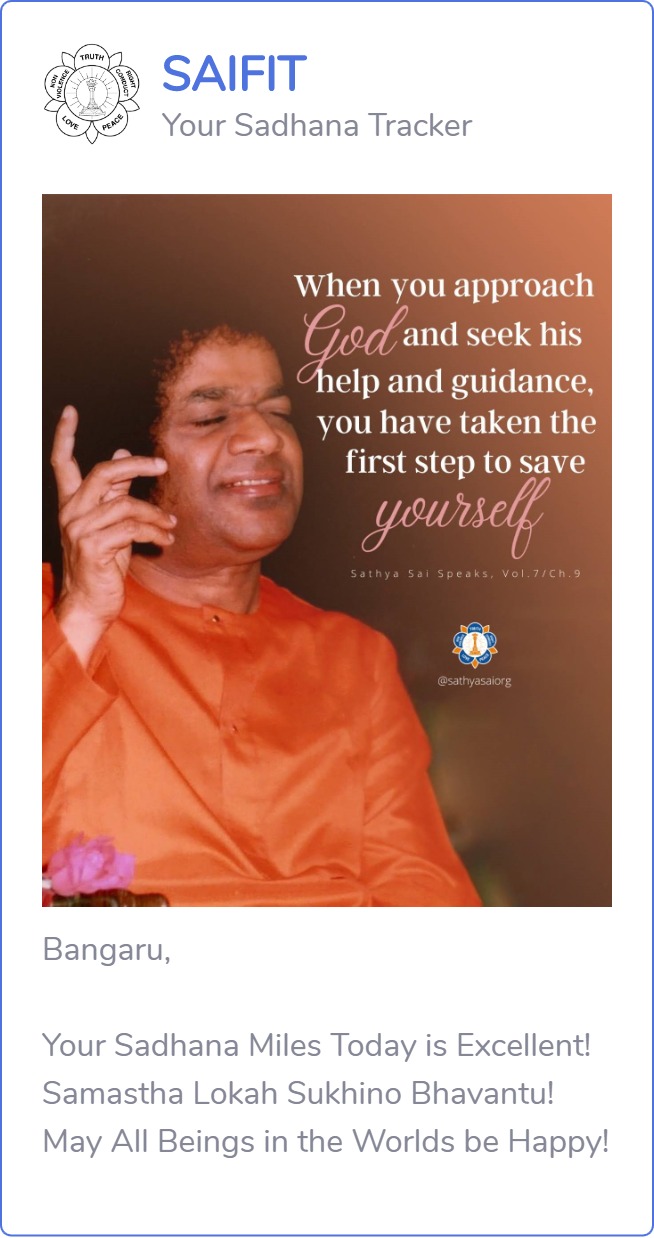 TRUTH
RIGHT
CONDUCT
PEACE
LOVE
NON
VIOLENCE
SAIFIT
Your Sadhana Tracker
When you approach
God and seek his
help and guidance,
you have taken the
first step to save
yourself
Sathya Sai Speaks, Vol.7/Ch.9
@sathyasaiorg
Bangaru,
Your Sadhana Miles Today is Excellent!
Samastha Lokah Sukhino Bhavantu!
May All Beings in the Worlds be Happy!